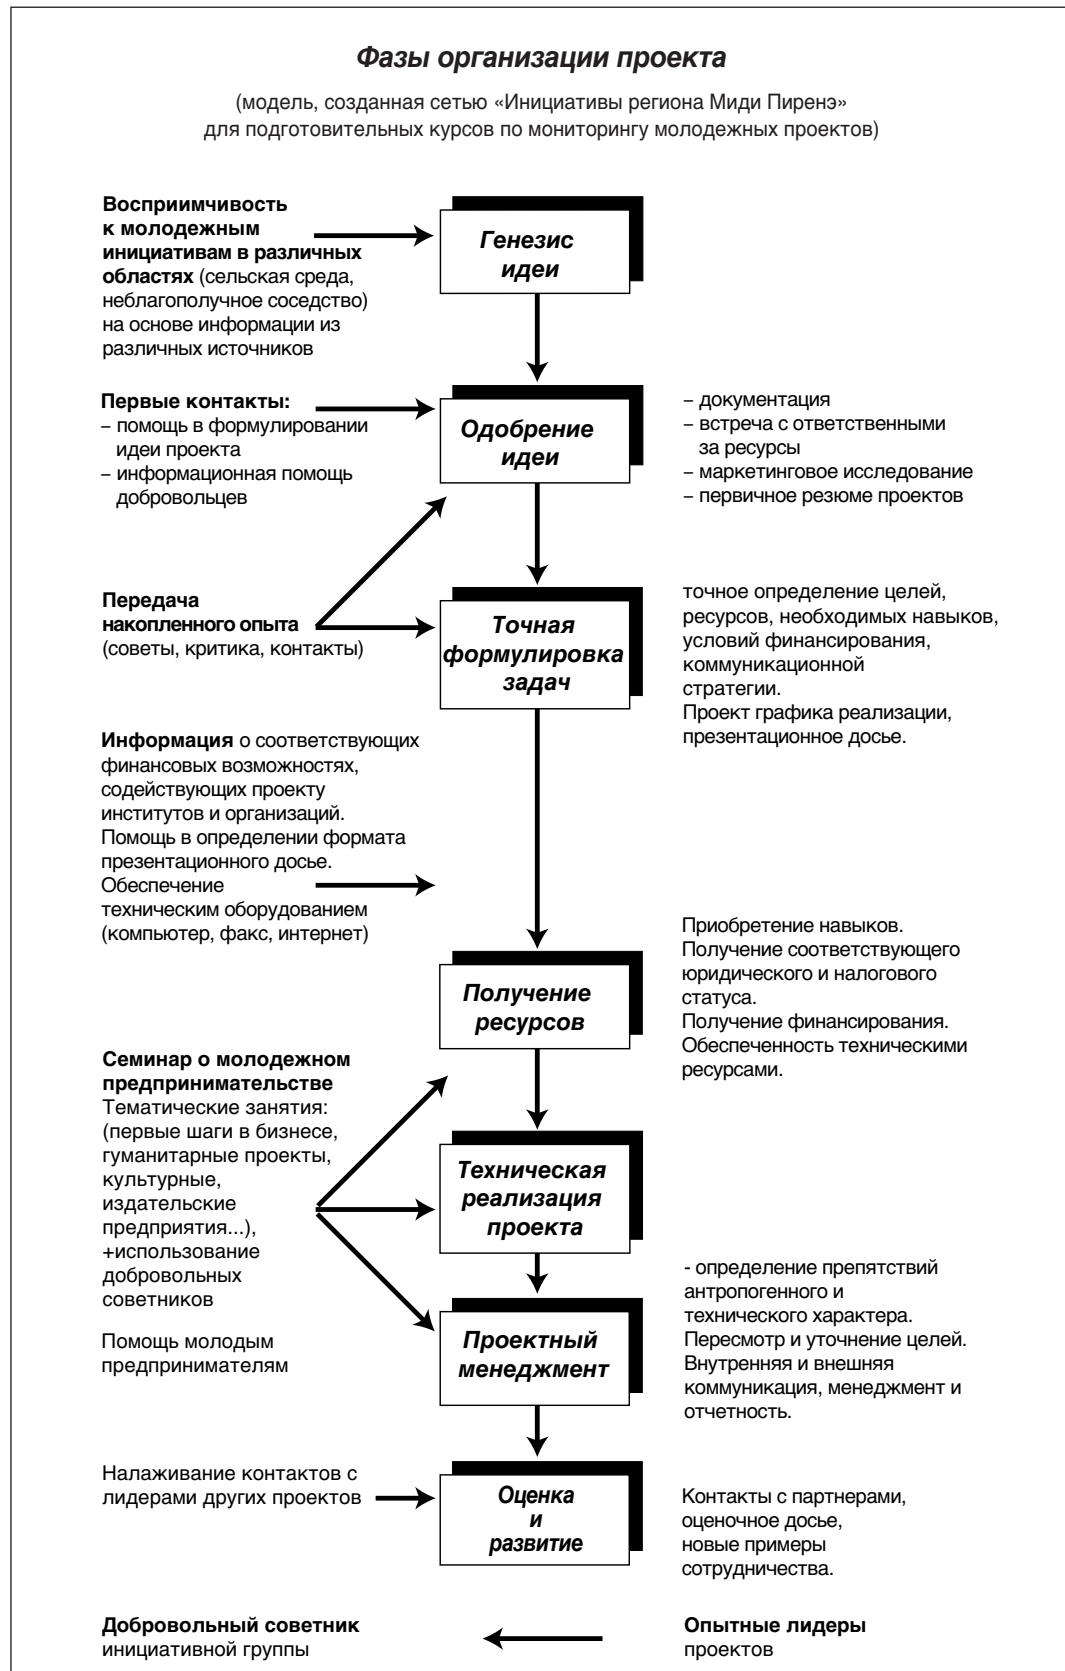 Фазы организации проекта
(модель, созданная сетью «Инициативы региона Миди Пиренэ»
для подготовительных курсов по мониторингу молодежных проектов)
Восприимчивость
к молодежным
инициативам в различных
областях (сельская среда,
неблагополучное соседство)
на основе информации из
различных источников
Генезис
идеи
Первые контакты:
– помощь в формулировании
идеи проекта
– информационная помощь
добровольцев
Одобрение
идеи
– документация
– встреча с ответственными
за ресурсы
– маркетинговое исследование
– первичное резюме проектов
Передача
накопленного опыта
(советы, критика, контакты)
Точная
формулировка
задач
точное определение целей,
ресурсов, необходимых навыков,
условий финансирования,
коммуникационной
стратегии.
Проект графика реализации,
презентационное досье.
Информация о соответствующих
финансовых возможностях,
содействующих проекту
институтов и организаций.
Помощь в определении формата
презентационного досье.
Обеспечение
техническим оборудованием
(компьютер, факс, интернет)
Получение
ресурсов
Приобретение навыков.
Получение соответствующего
юридического и налогового
статуса.
Получение финансирования.
Обеспеченность техническими
ресурсами.
Семинар о молодежном
предпринимательстве
Тематические занятия:
(первые шаги в бизнесе,
гуманитарные проекты,
культурные,
издательские
предприятия...),
+использование
добровольных
советников
Техническая
реализация
проекта
Помощь молодым
предпринимателям
Проектный
менеджмент
- определение препятствий
антропогенного и
технического характера.
Пересмотр и уточнение целей.
Внутренняя и внешняя
коммуникация, менеджмент и
отчетность.
Налаживание контактов с
лидерами других проектов
Оценка
и
развитие
Контакты с партнерами,
оценочное досье,
новые примеры
сотрудничества.
Добровольный советник
инициативной группы
Опытные лидеры
проектов